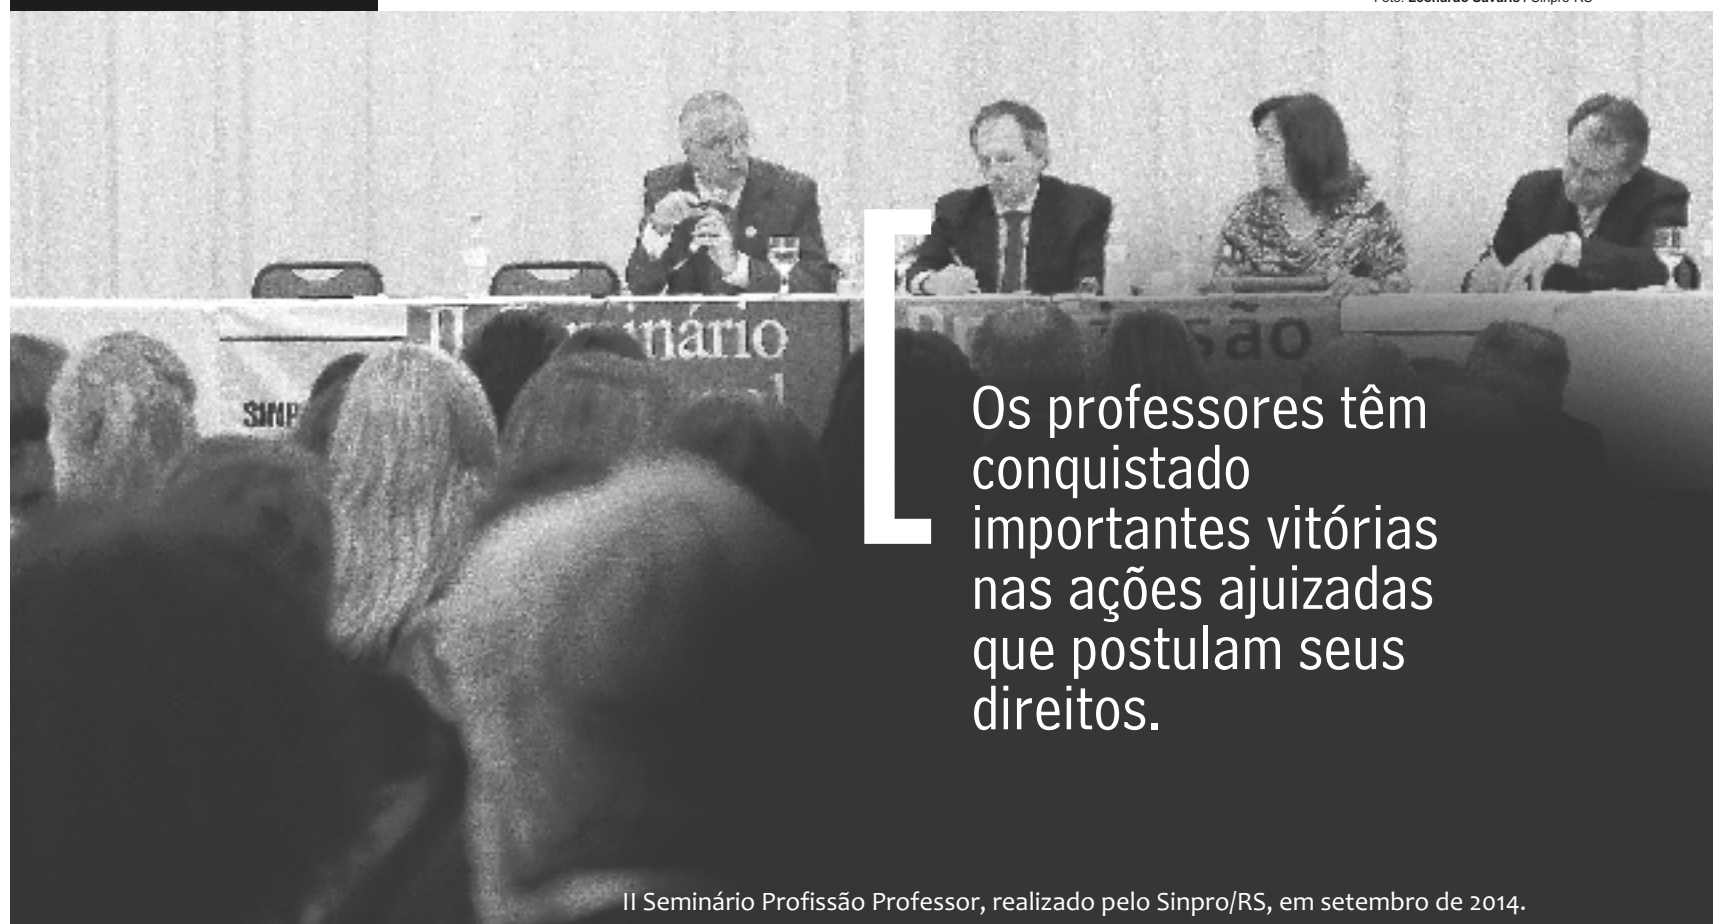 Os professores têm
conquistado
importantes vitórias
nas ações ajuizadas
que postulam seus
direitos.
II Seminário Profissão Professor, realizado pelo Sinpro/RS, em setembro de 2014.